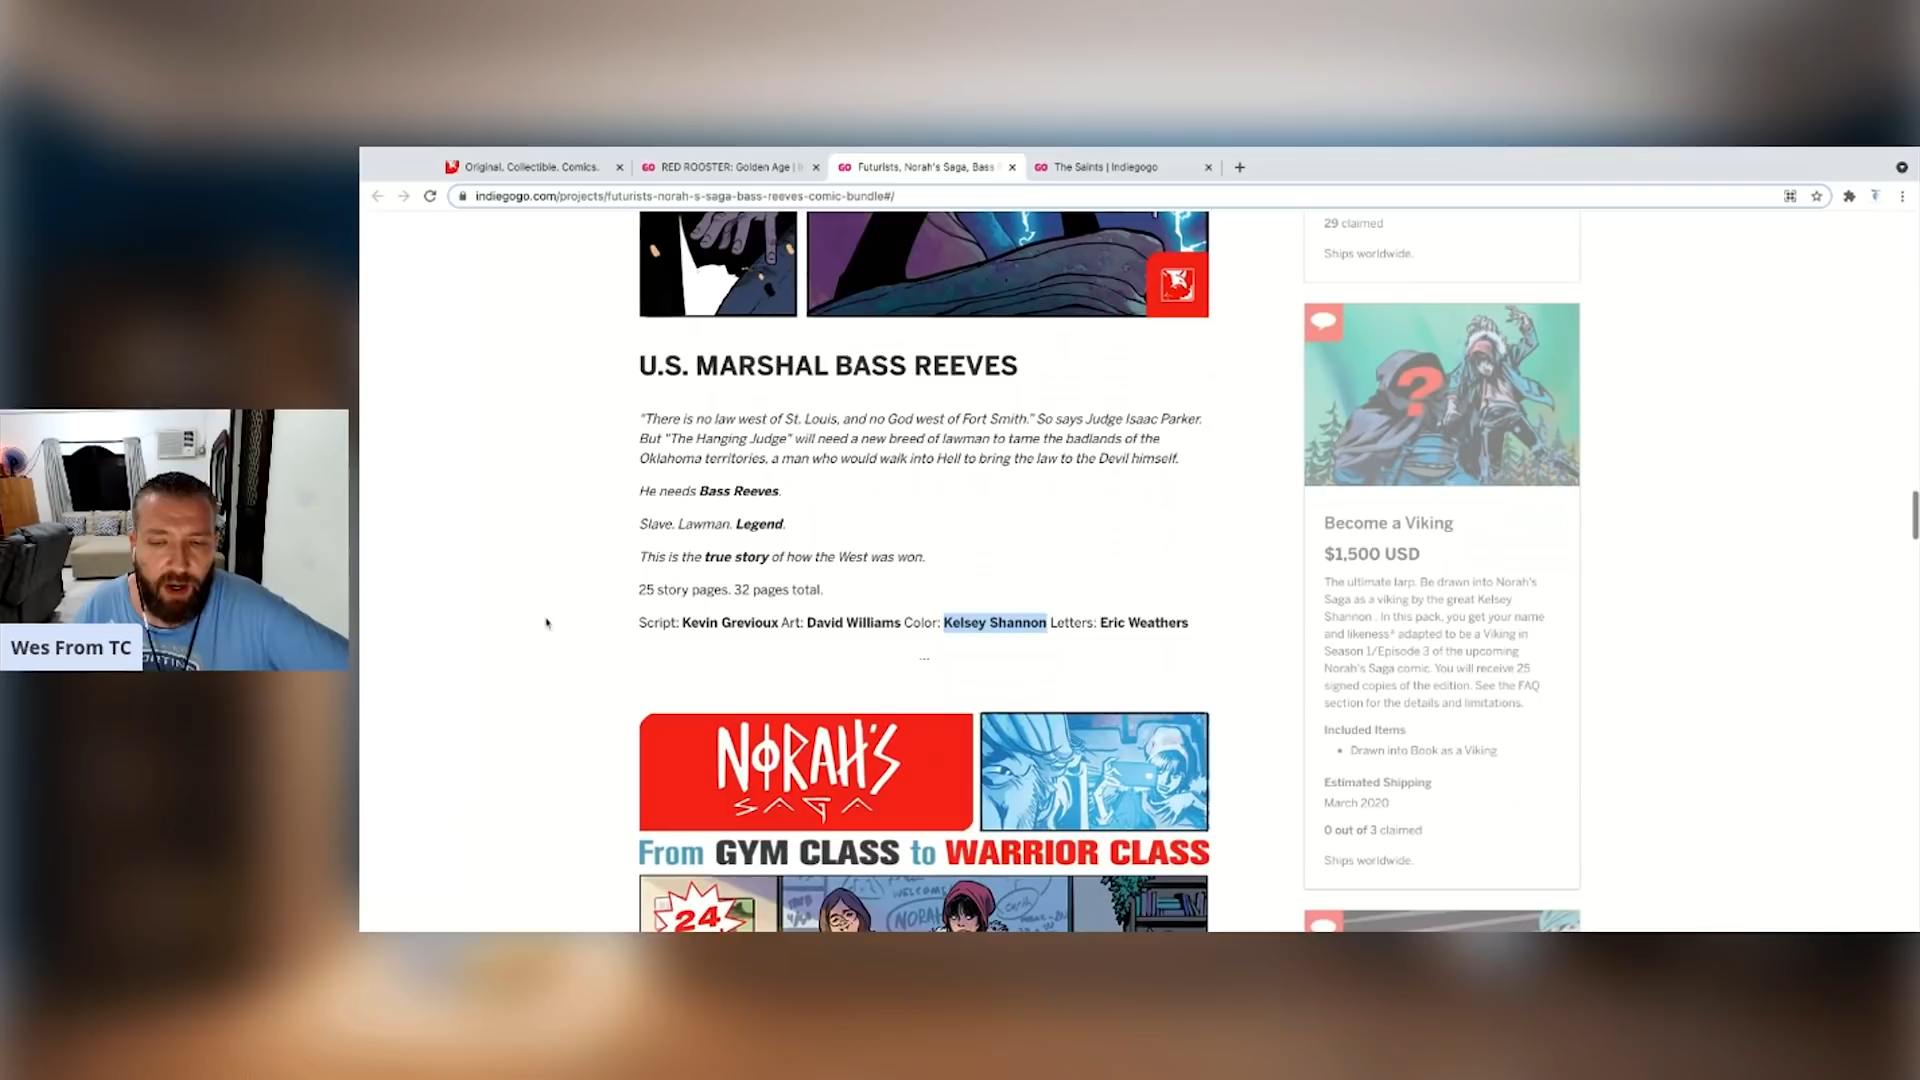 Original. Collectible. Comics.
GO RED ROOSTER: Golden Age |
GO Futurists, Norah's Saga, Bass
GO The Saints | Indiegogo
indiegogo.com/projects/futurists-norah-s-saga-bass-reeves-comic-bundle#/
U.S. MARSHAL BASS REEVES
"There is no law west of St. Louis, and no God west of Fort Smith." So says Judge Isaac Parker.
But "The Hanging Judge" will need a new breed of lawman to tame the badlands of the
Oklahoma territories, a man who would walk into Hell to bring the law to the Devil himself.
He needs Bass Reeves.
Slave. Lawman. Legend.
This is the true story of how the West was won.
25 story pages. 32 pages total.
Script: Kevin Grevioux Art: David Williams Color: Kelsey Shannon Letters: Eric Weathers
...
NORAH'S
SAGA
From GYM CLASS to WARRIOR CLASS
24
WELCOME
NORAH
29 claimed
Ships worldwide.
?
Become a Viking
$1,500 USD
The ultimate larp. Be drawn into Norah's
Saga as a viking by the great Kelsey
Shannon . In this pack, you get your name
and likeness* adapted to be a Viking in
Season 1/Episode 3 of the upcoming
Norah's Saga comic. You will receive 25
signed copies of the edition. See the FAQ
section for the details and limitations.
Included Items
• Drawn into Book as a Viking
Estimated Shipping
March 2020
0 out of 3 claimed
Ships worldwide.
Wes From TC